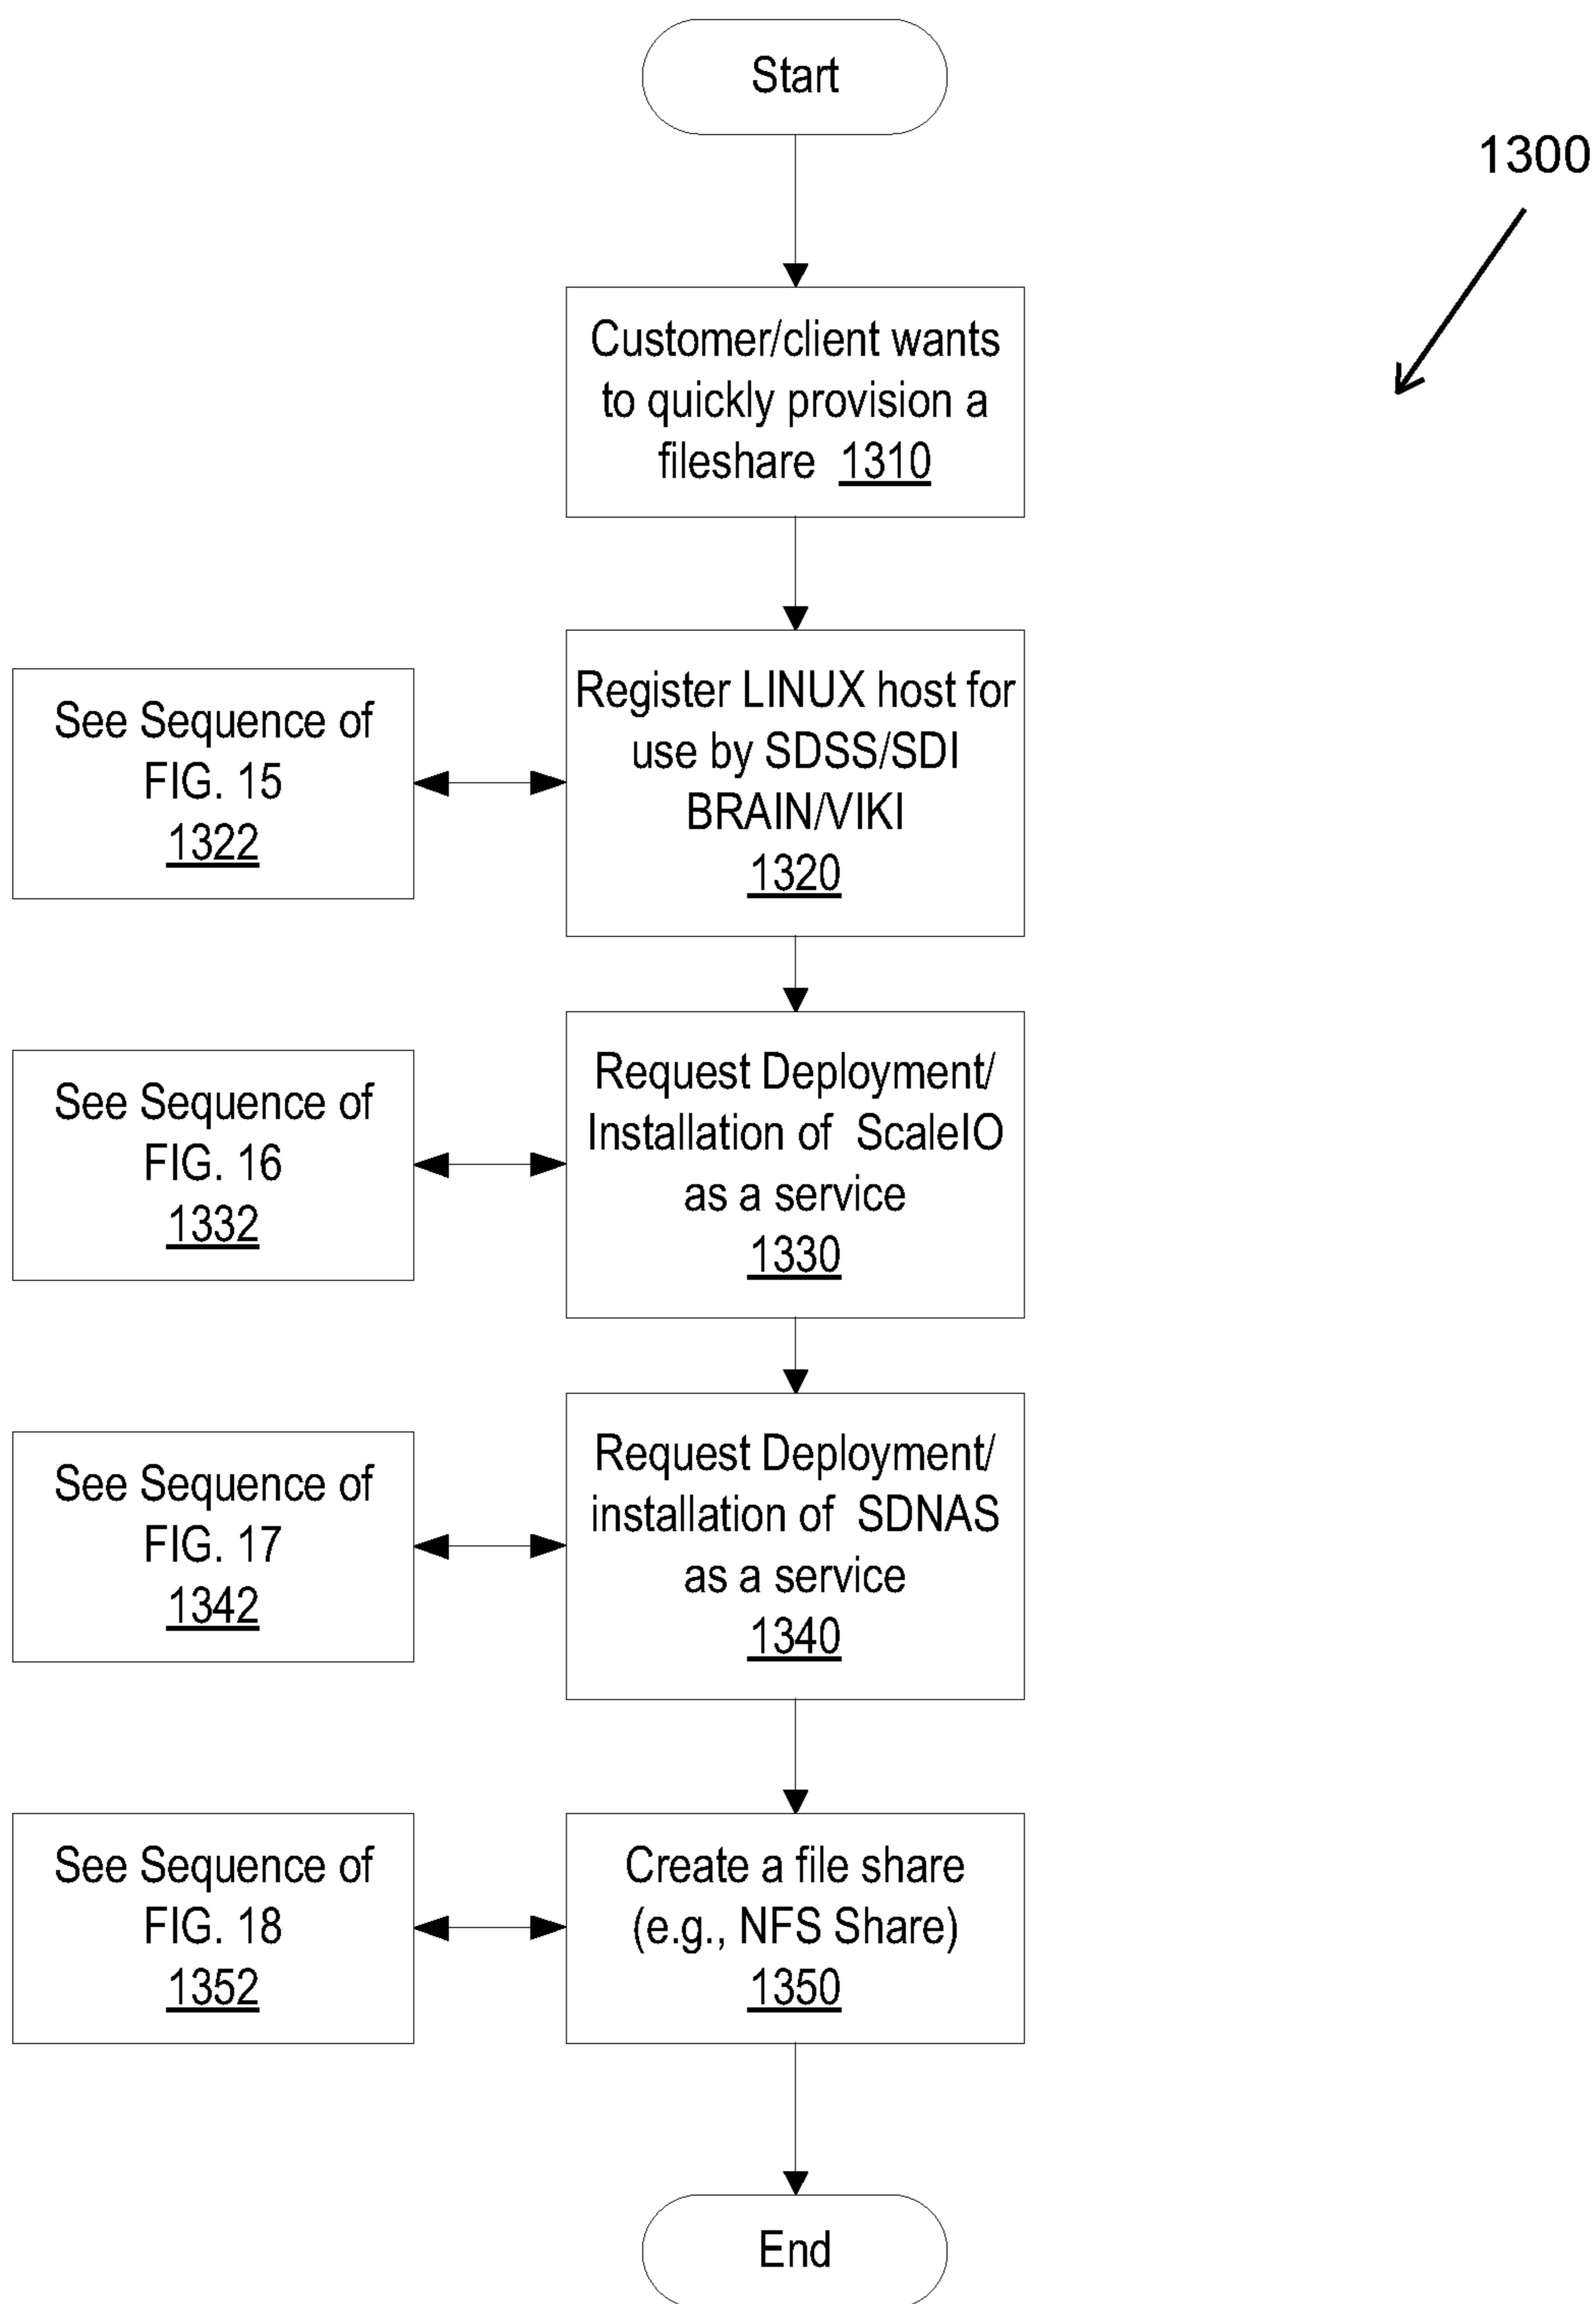 Start
1300
Customer/client wants
to quickly provision a
fileshare 1310
See Sequence of
FIG. 15
1322
Register LINUX host for
use by SDSS/SDI
BRAIN/VIKI
1320
See Sequence of
FIG. 16
1332
Request Deployment/
Installation of ScaleIO
as a service
1330
See Sequence of
FIG. 17
1342
Request Deployment/
installation of SDNAS
as a service
1340
See Sequence of
FIG. 18
1352
Create a file share
(e.g., NFS Share)
1350
End